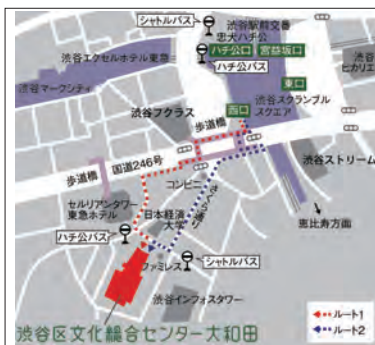 シャトルバス
渋谷駅前交番
忠犬ハチ公
ハチ公口
宮益坂口
渋谷エクセルホテル東急
ハチ公バス
渋谷
ヒカリエ
東口
渋谷マークシティ
渋谷スクランブル
スクエア
西口
渋谷フクラス
歩道橋
国道246号
渋谷ストリーム
歩道橋
コンビニ
さくら通り
セルリアンタワー
東急ホテル
日本経済
大学
恵比寿方面
ハチ公バス
ファミレス
シャトルバス
渋谷インフォスタワー
ルート1
ルート2
渋谷区文化総合センター大和田